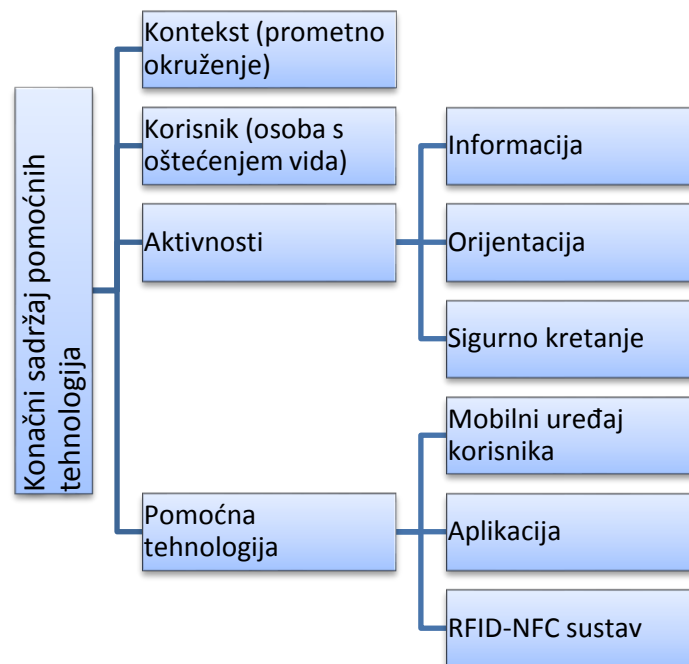 Konačni sadržaj pomoćnih
tehnologija
Kontekst (prometno
okruženje)
Korisnik (osoba s
oštećenjem vida)
Aktivnosti
Informacija
Orijentacija
Sigurno kretanje
Pomoćna
tehnologija
Mobilni uređaj
korisnika
Aplikacija
RFID-NFC sustav